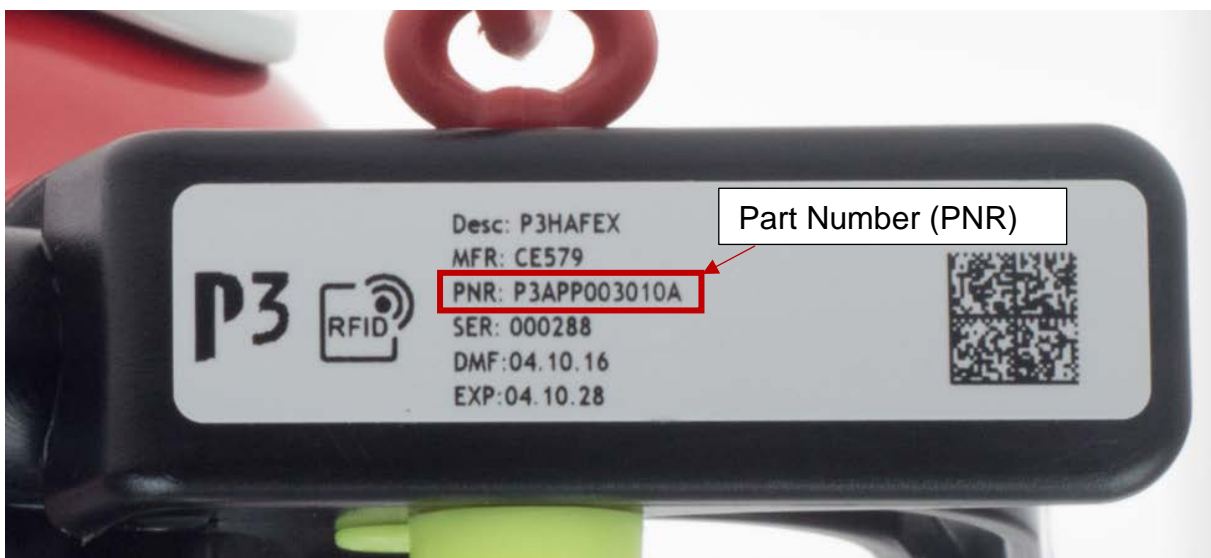 Desc: P3HAFEX
Part Number (PNR)
MFR: CE579
P3
RFID
PNR: P3APP003010A
SER: 000288
DMF:04.10.16
EXP:04.10.28